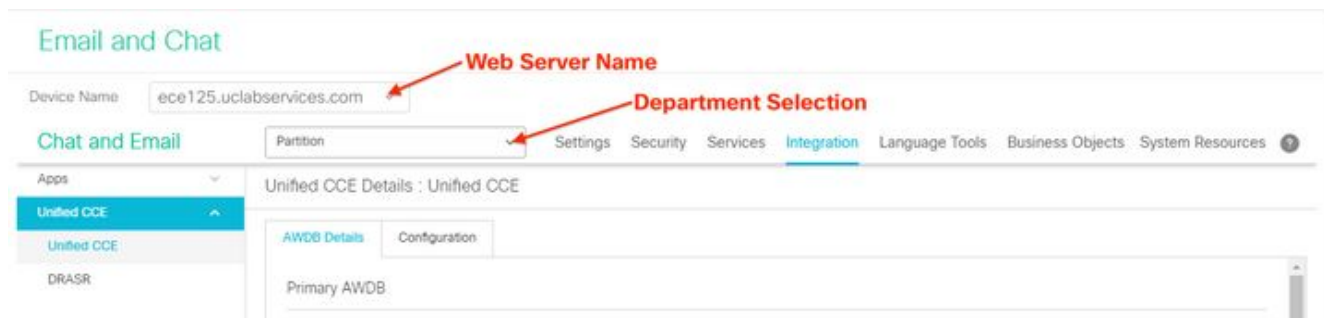 Email and Chat
Web Server Name
Device Name ece125.uclabservices.com
Department Selection
Chat and Email Partition Settings Security Services Integration Language Tools Business Objects System Resources ?
Apps Unified CCE Details : Unified CCE
Unified CCE
AWDB Details Configuration
Unified CCE
DRASR
Primary AWDB